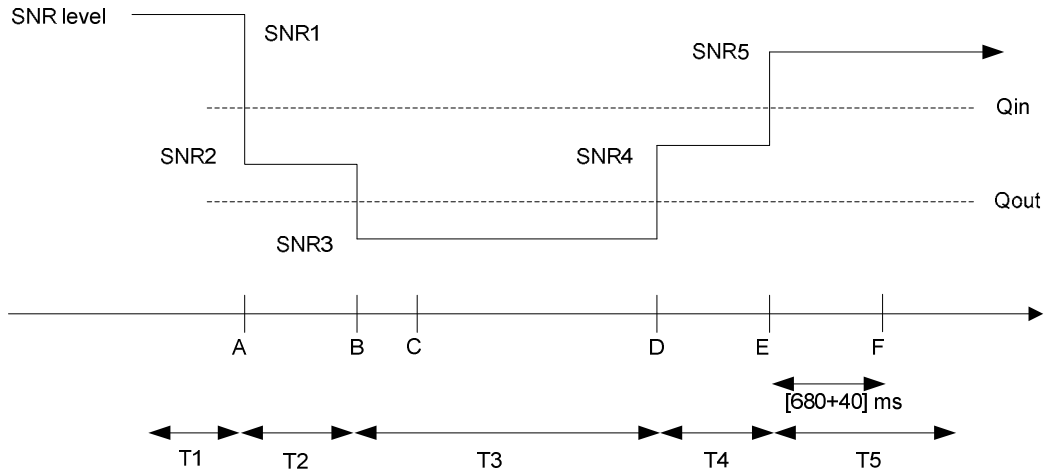 SNR level
SNR1
SNR5
Qin
SNR2
SNR4
Qout
SNR3
A
B
C
D
E
F
[680+40] ms
T1
T2
T3
T4
T5